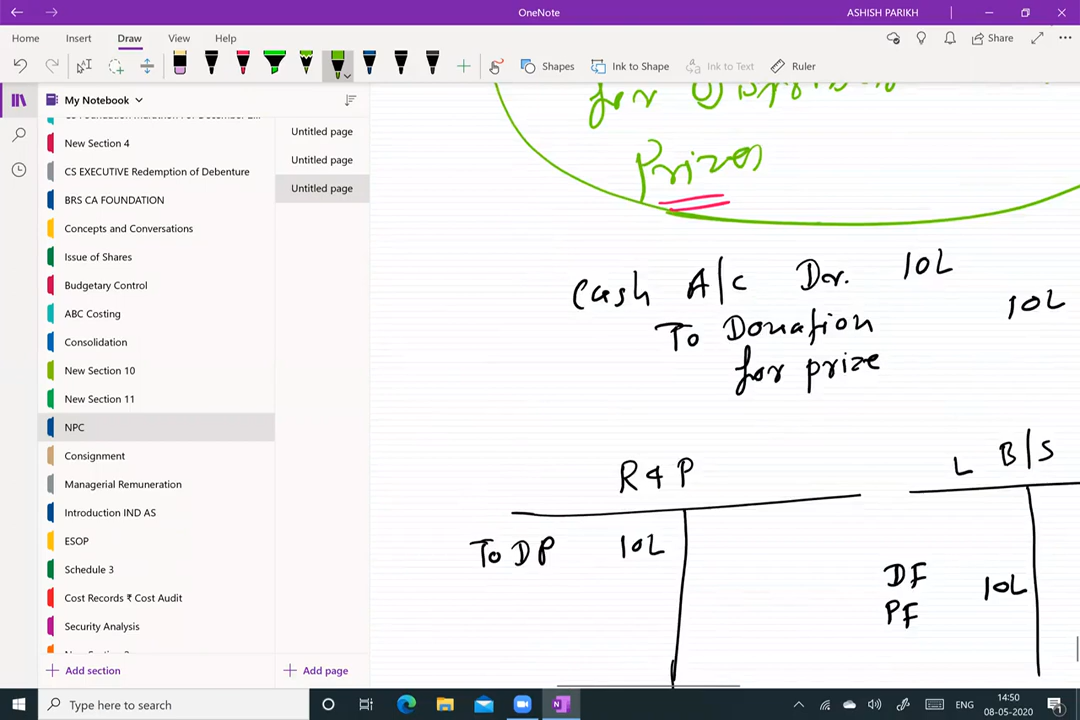 OneNote
ASHISH PARIKH
Home Insert Draw View Help
Share
Shapes
Ink to Shape
Ink to Text
Ruler
My Notebook
New Section 4
CS EXECUTIVE Redemption of Debenture
BRS CA FOUNDATION
Concepts and Conversations
Issue of Shares
Budgetary Control
ABC Costing
Consolidation
New Section 10
New Section 11
NPC
Consignment
Managerial Remuneration
Introduction IND AS
ESOP
Schedule 3
Cost Records ₹ Cost Audit
Security Analysis
Add section
Untitled page
Untitled page
Untitled page
Add page
for
Prizes
Cash A/c Der. 10L
To Donation 10L
for prize
R & P
To DP 10L
L B/S
DF 10L
PF
Type here to search
ENG
14:50
08-05-2020
1